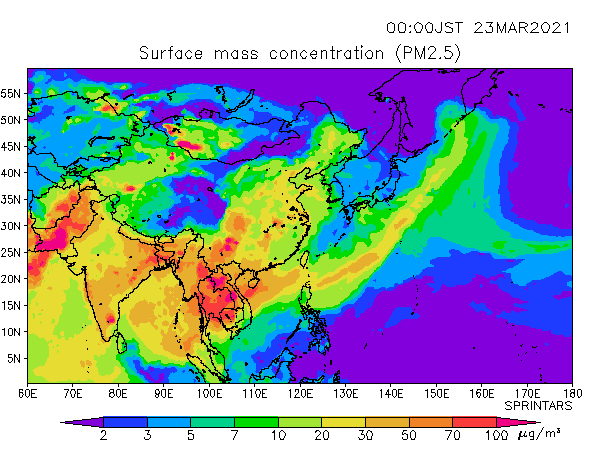 00:00JST 23MAR2021
Surface mass concentration (PM2.5)
55N
50N
45N
40N
35N
30N
25N
20N
15N
10N
5N
60E 70E 80E 90E 100E 110E 120E 130E 140E 150E 160E 170E 180
SPRINTARS
2 3 5 7 10 20 30 50 70 100 μg/m³